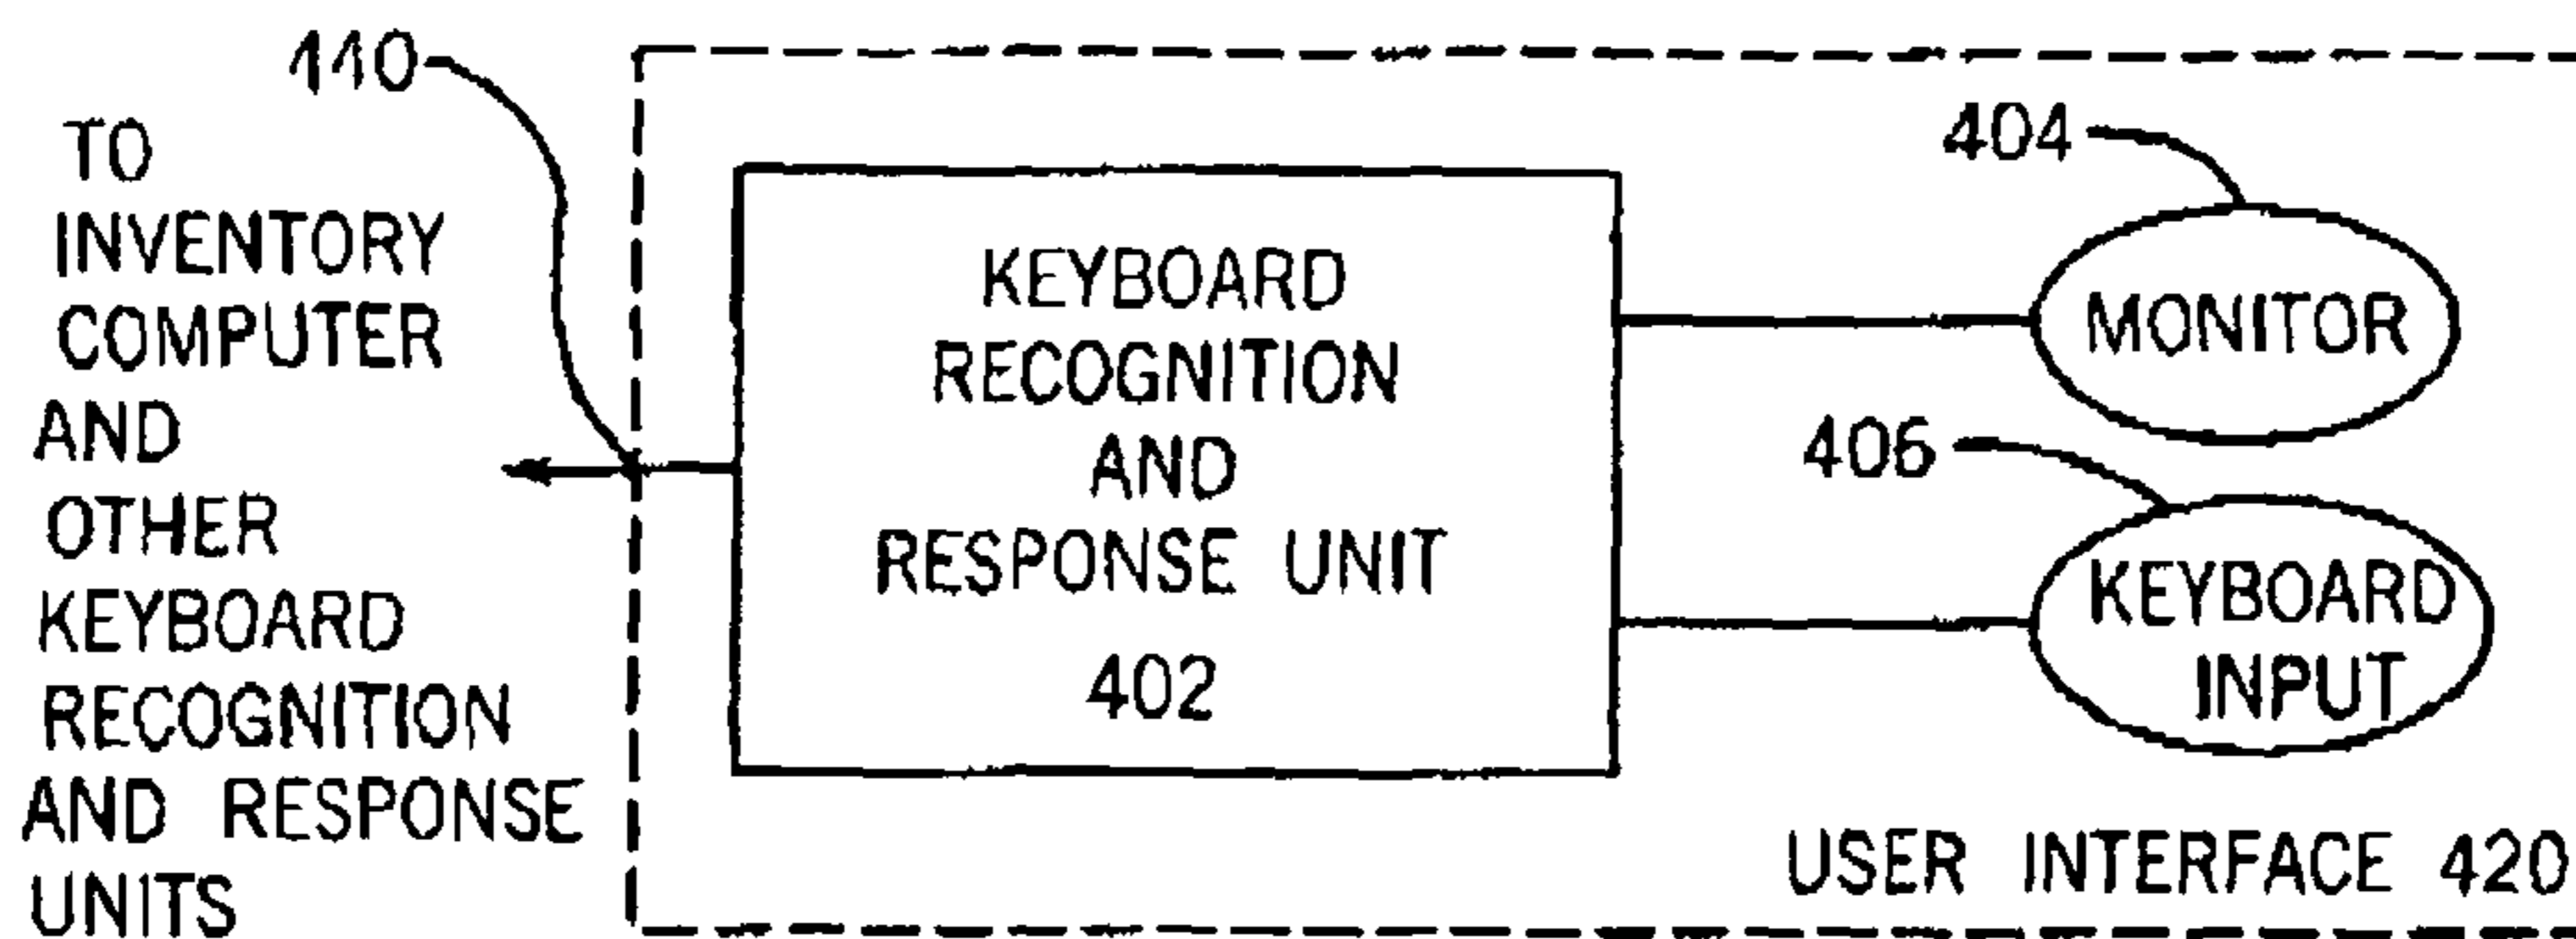 110
TO
INVENTORY
COMPUTER
AND
OTHER
KEYBOARD
RECOGNITION
AND RESPONSE
UNITS
KEYBOARD
RECOGNITION
AND
RESPONSE UNIT
402
404
MONITOR
406
KEYBOARD
INPUT
USER INTERFACE 420